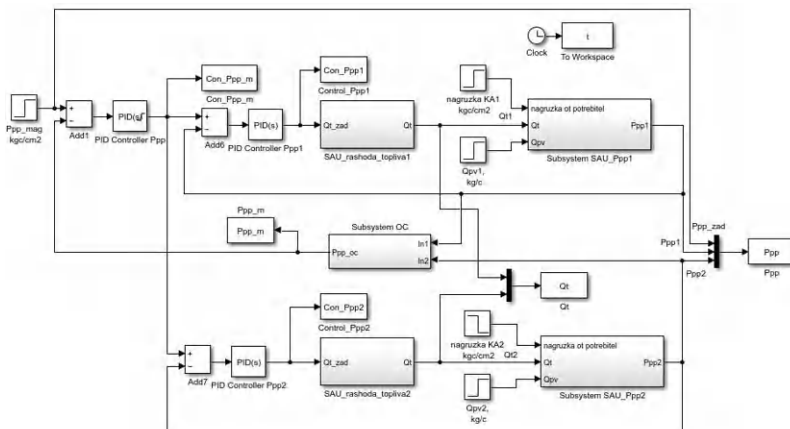 t
Clock
To Workspace
Con_Ppp_m
Con_Ppp_m
Con_Ppp1
Control_Ppp1
nagruzka KA1
kgc/cm2
Qt1
nagruzka ot potrebitel
Qt
Qpv
Ppp1
Subsystem SAU_Ppp1
Ppp_mag
kgc/cm2
+
−
Add1
PID(s)
PID Controller Ppp
+
−
Add6
PID(s)
PID Controller Ppp1
Qt_zad
Qt
SAU_rashoda_topliva1
Qpv1,
kg/c
Ppp_m
Ppp_m
Subsystem OC
Ppp_oc
In1
In2
Ppp_zad
Ppp1
Ppp2
Ppp
Ppp
Qt
Qt
Con_Ppp2
Control_Ppp2
+
−
Add7
PID(s)
PID Controller Ppp2
Qt_zad
Qt
SAU_rashoda_topliva2
nagruzka KA2
kgc/cm2
Qt2
nagruzka ot potrebitel
Qt
Qpv
Ppp2
Subsystem SAU_Ppp2
Qpv2,
kg/c